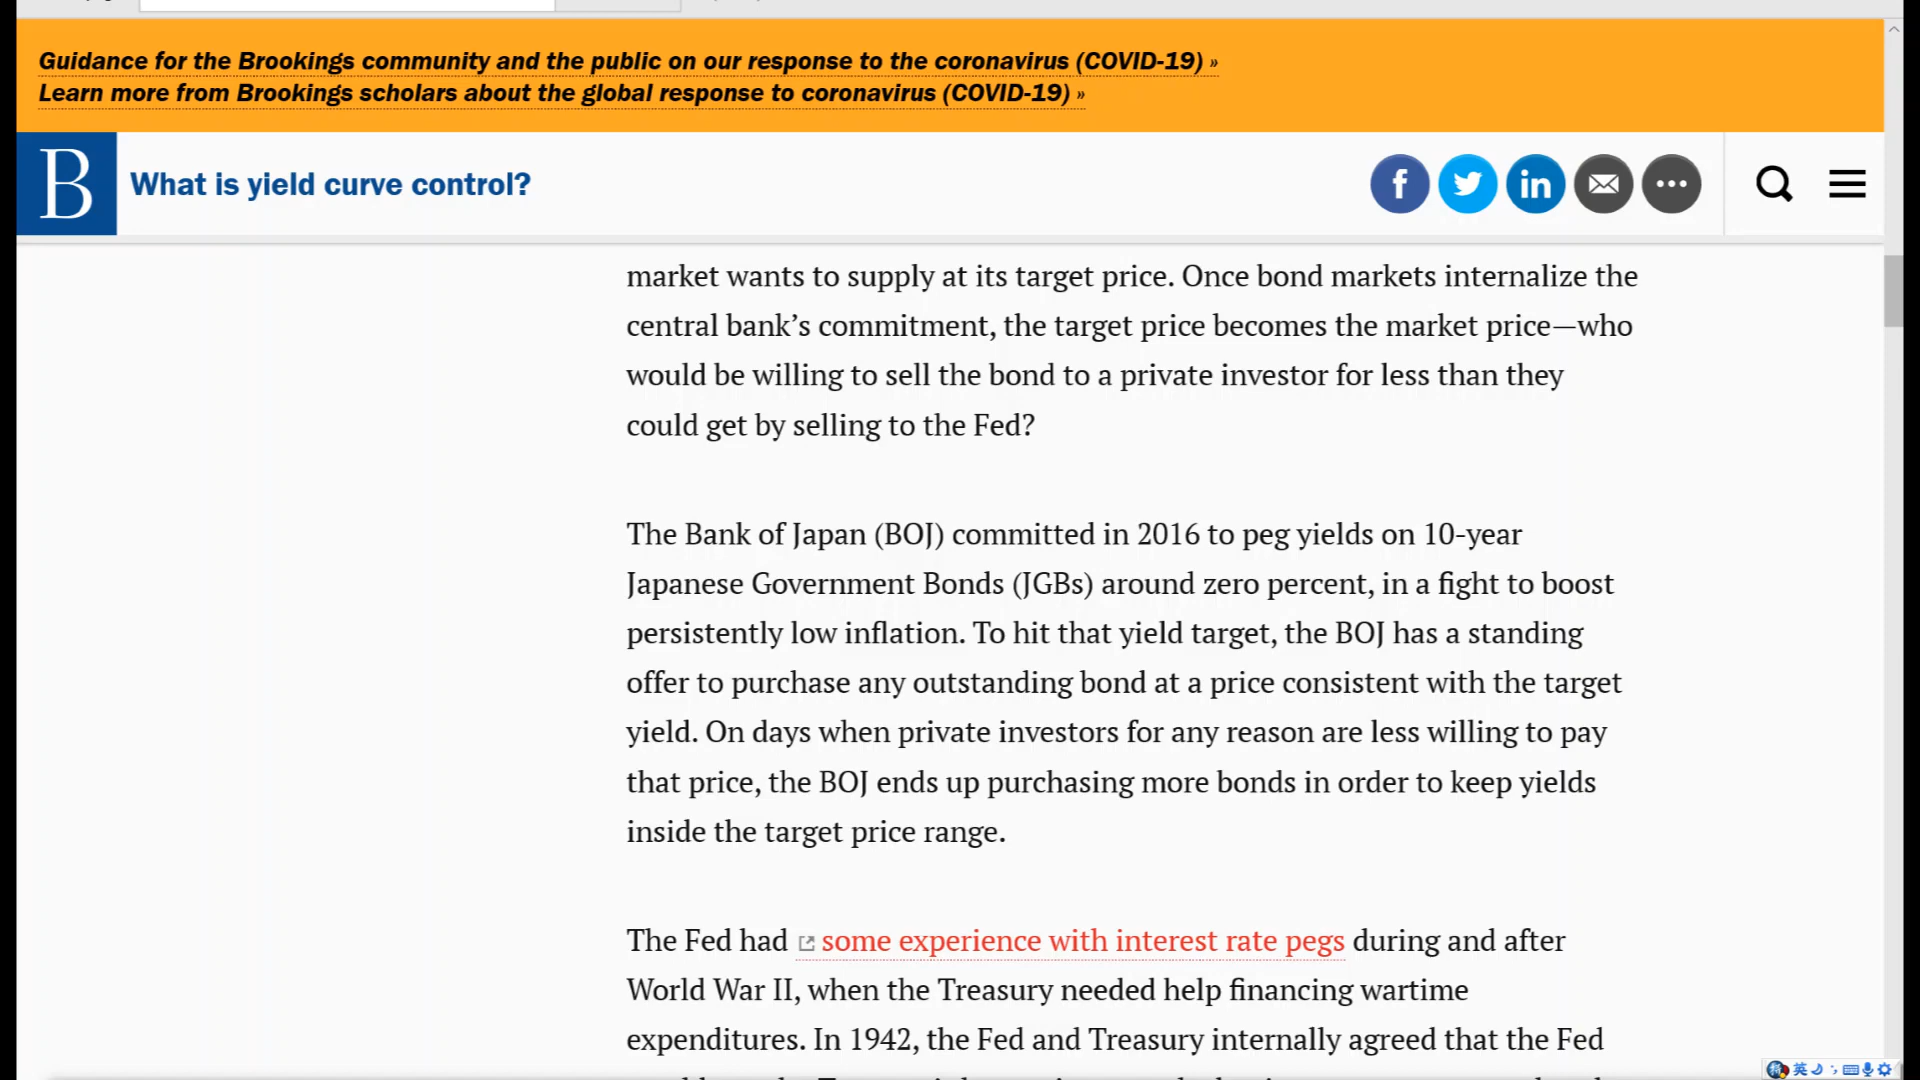 Guidance for the Brookings community and the public on our response to the coronavirus (COVID-19) »
Learn more from Brookings scholars about the global response to coronavirus (COVID-19) »
B What is yield curve control?
market wants to supply at its target price. Once bond markets internalize the
central bank’s commitment, the target price becomes the market price—who
would be willing to sell the bond to a private investor for less than they
could get by selling to the Fed?
The Bank of Japan (BOJ) committed in 2016 to peg yields on 10-year
Japanese Government Bonds (JGBs) around zero percent, in a fight to boost
persistently low inflation. To hit that yield target, the BOJ has a standing
offer to purchase any outstanding bond at a price consistent with the target
yield. On days when private investors for any reason are less willing to pay
that price, the BOJ ends up purchasing more bonds in order to keep yields
inside the target price range.
The Fed had some experience with interest rate pegs during and after
World War II, when the Treasury needed help financing wartime
expenditures. In 1942, the Fed and Treasury internally agreed that the Fed
英